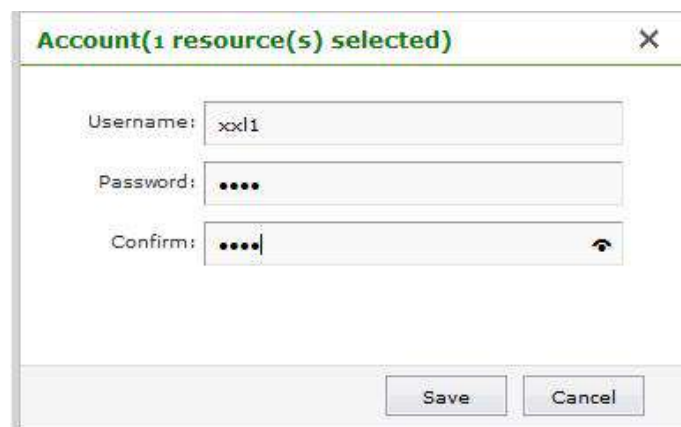 Account(1 resource(s) selected)
Username: xxl1
Password: ••••
Confirm: ••••
Save Cancel